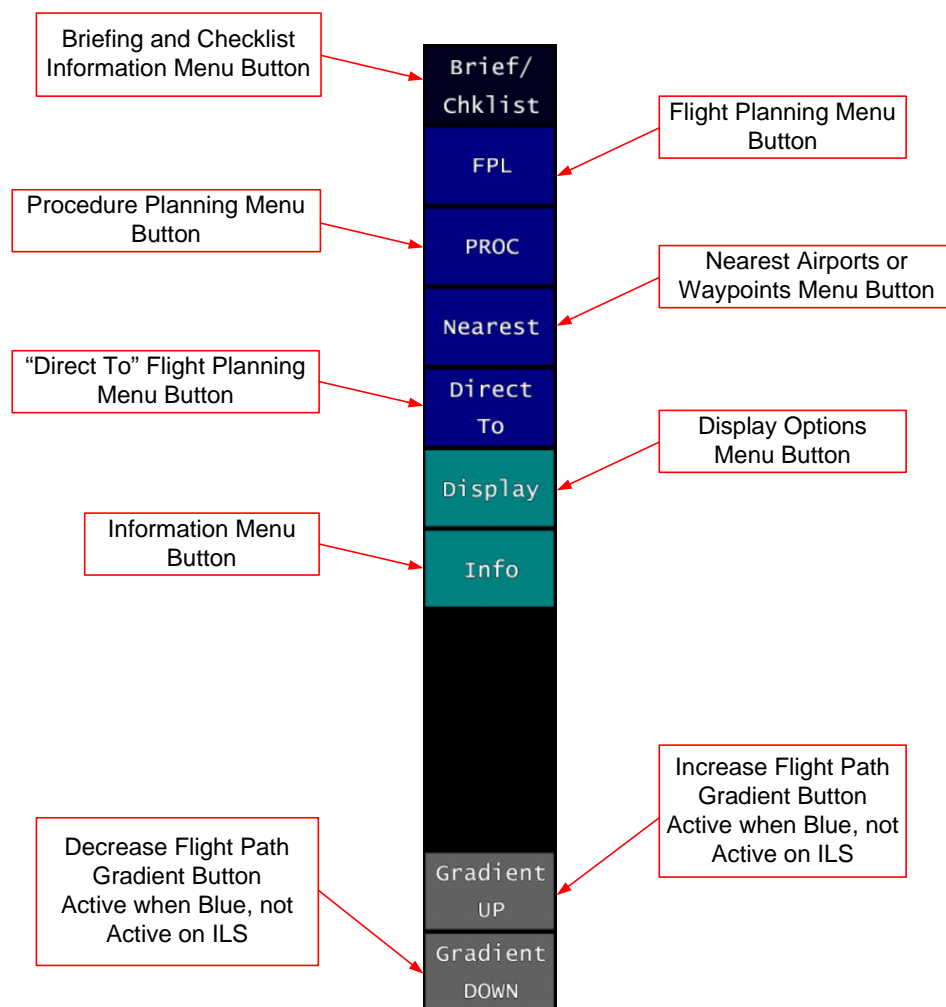 Briefing and Checklist
Information Menu Button
Brief/
Chklist
Flight Planning Menu
Button
FPL
Procedure Planning Menu
Button
PROC
Nearest Airports or
Waypoints Menu Button
Nearest
“Direct To” Flight Planning
Menu Button
Direct
To
Display Options
Menu Button
Display
Information Menu
Button
Info
Increase Flight Path
Gradient Button
Active when Blue, not
Active on ILS
Decrease Flight Path
Gradient Button
Active when Blue, not
Active on ILS
Gradient
UP
Gradient
DOWN